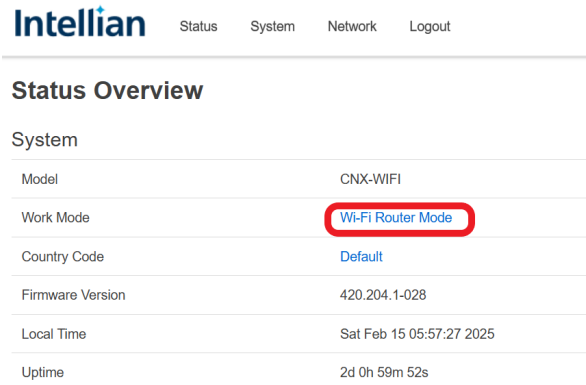 Intellian Status System Network Logout
Status Overview
System
Model CNX-WIFI
Work Mode Wi-Fi Router Mode
Country Code Default
Firmware Version 420.204.1-028
Local Time Sat Feb 15 05:57:27 2025
Uptime 2d 0h 59m 52s